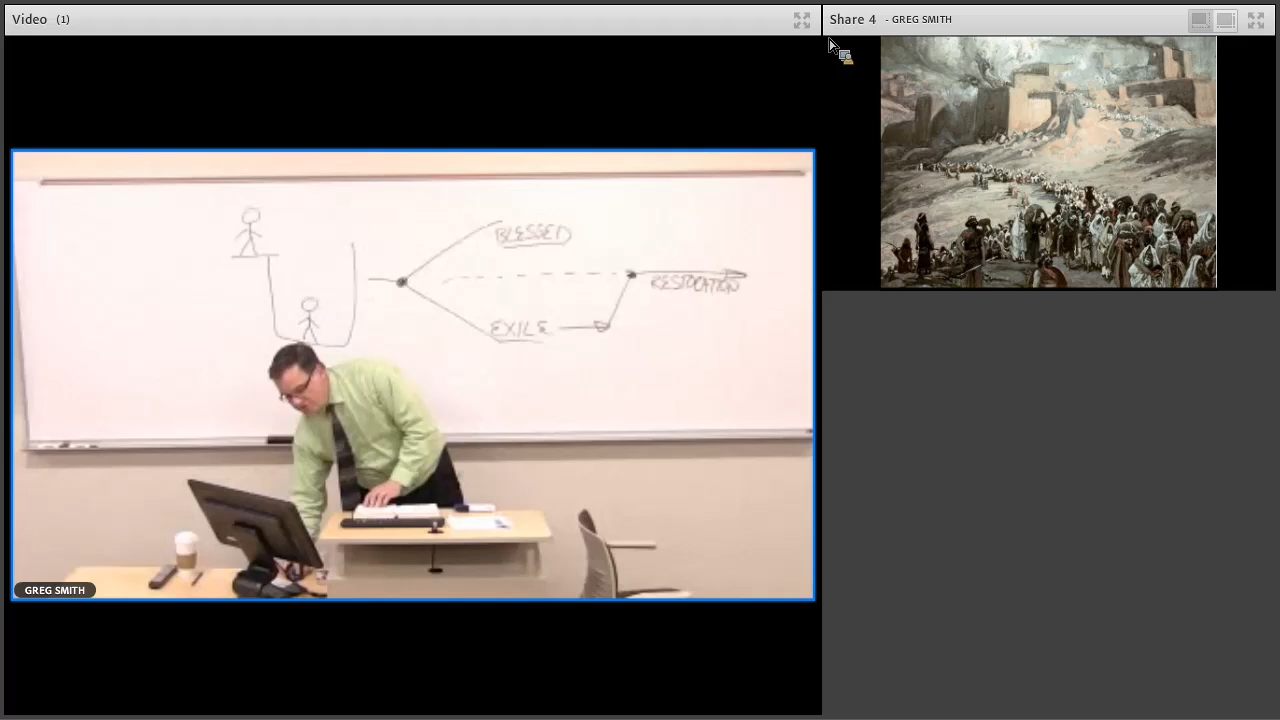 Video (1)
Share 4 - GREG SMITH
BLESSED
RESTORATION
EXILE
GREG SMITH